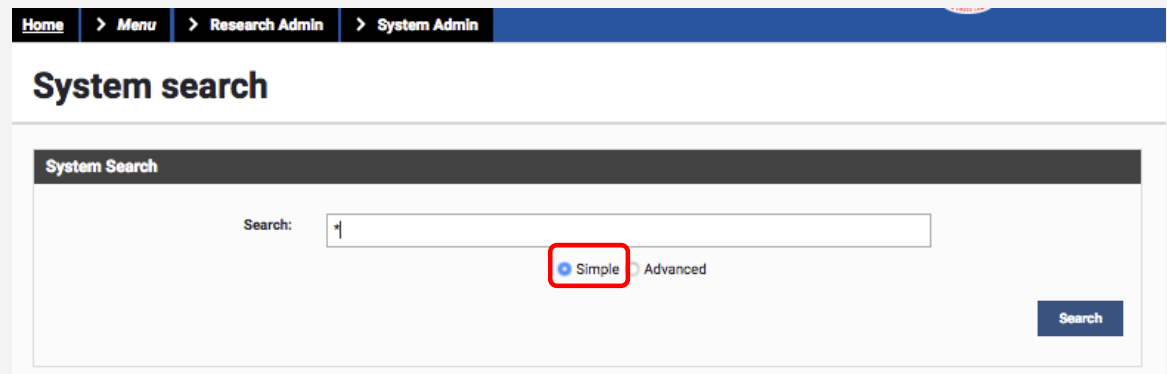 Home > Menu > Research Admin > System Admin
System search
System Search
Search: *
Simple Advanced
Search